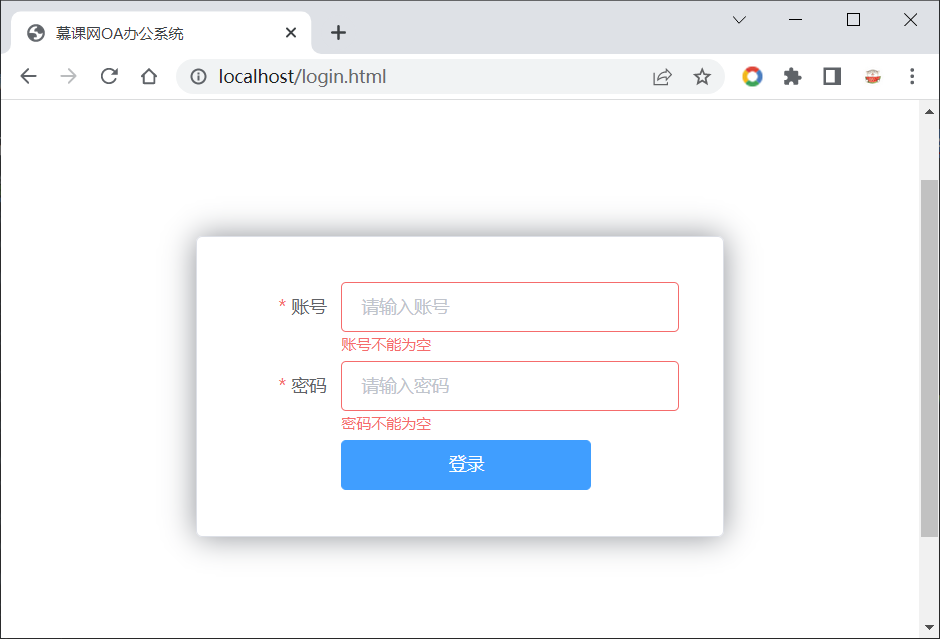 慕课网OA办公系统
localhost/login.html
* 账号
请输入账号
账号不能为空
* 密码
请输入密码
密码不能为空
登录